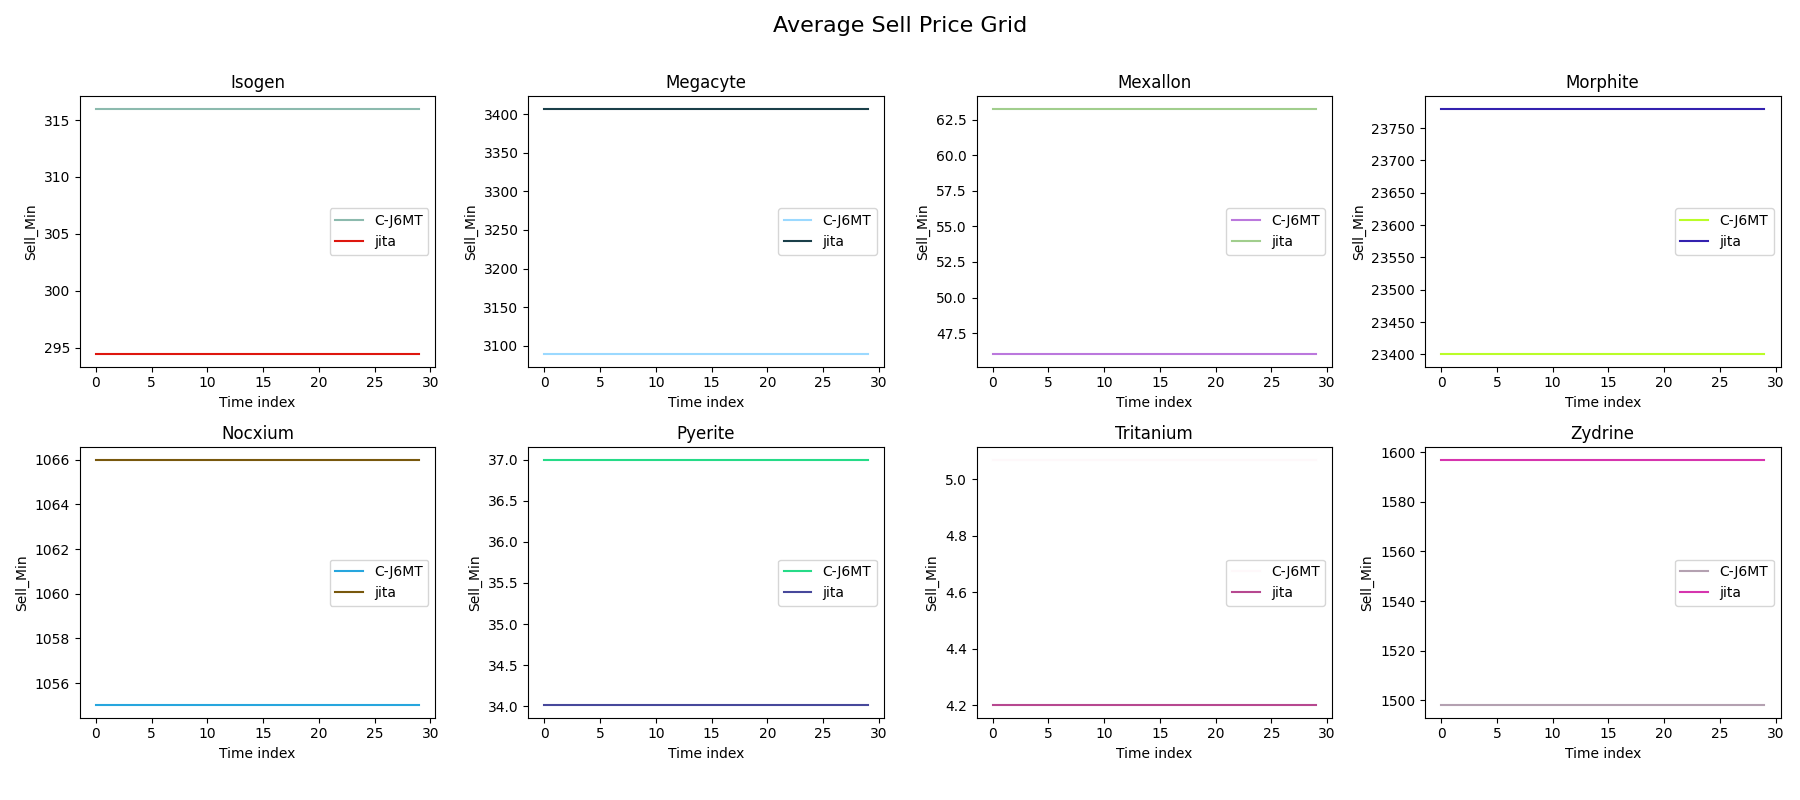 Average Sell Price Grid
Isogen
Sell_Min
315
310
305
300
295
C-J6MT
jita
0 5 10 15 20 25 30
Time index
Megacyte
Sell_Min
3400
3350
3300
3250
3200
3150
3100
C-J6MT
jita
0 5 10 15 20 25 30
Time index
Mexallon
Sell_Min
62.5
60.0
57.5
55.0
52.5
50.0
47.5
C-J6MT
jita
0 5 10 15 20 25 30
Time index
Morphite
Sell_Min
23750
23700
23650
23600
23550
23500
23450
23400
C-J6MT
jita
0 5 10 15 20 25 30
Time index
Nocxium
Sell_Min
1066
1064
1062
1060
1058
1056
C-J6MT
jita
0 5 10 15 20 25 30
Time index
Pyerite
Sell_Min
37.0
36.5
36.0
35.5
35.0
34.5
34.0
C-J6MT
jita
0 5 10 15 20 25 30
Time index
Tritanium
Sell_Min
5.0
4.8
4.6
4.4
4.2
C-J6MT
jita
0 5 10 15 20 25 30
Time index
Zydrine
Sell_Min
1600
1580
1560
1540
1520
1500
C-J6MT
jita
0 5 10 15 20 25 30
Time index